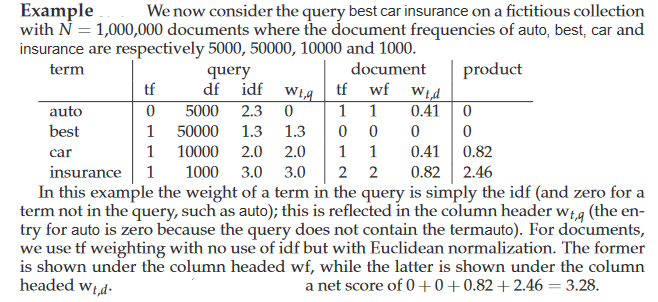 Example We now consider the query best car insurance on a fictitious collection
with N = 1,000,000 documents where the document frequencies of auto, best, car and
insurance are respectively 5000, 50000, 10000 and 1000.
term query document product
tf df idf wt,q tf wf wt,d
auto 0 5000 2.3 0 1 1 0.41 0
best 1 50000 1.3 1.3 0 0 0 0
car 1 10000 2.0 2.0 1 1 0.41 0.82
insurance 1 1000 3.0 3.0 2 2 0.82 2.46
In this example the weight of a term in the query is simply the idf (and zero for a
term not in the query, such as auto); this is reflected in the column header wt,q (the en-
try for auto is zero because the query does not contain the termauto). For documents,
we use tf weighting with no use of idf but with Euclidean normalization. The former
is shown under the column headed wf, while the latter is shown under the column
headed wt,d. a net score of 0 + 0 + 0.82 + 2.46 = 3.28.